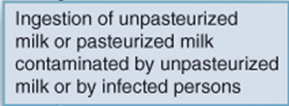 Ingestion of unpasteurized
milk or pasteurized milk
contaminated by unpasteurized
milk or by infected persons